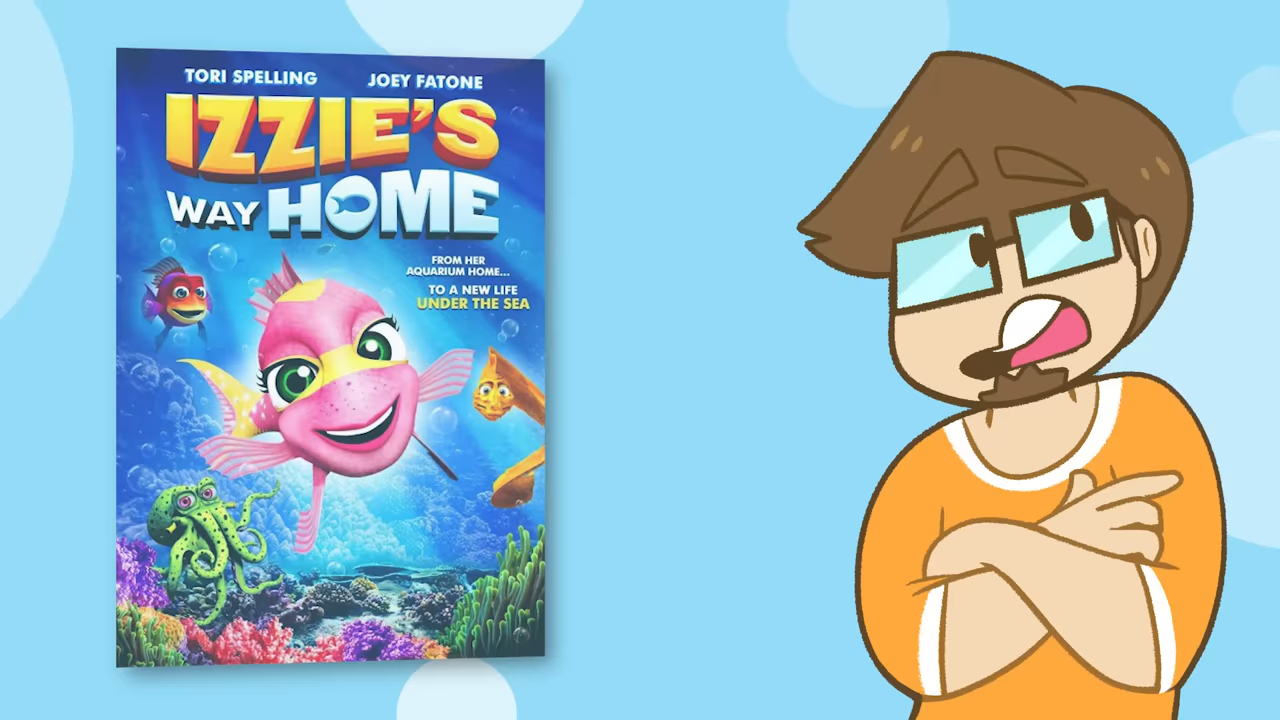 TORI SPELLING JOEY FATONE
IZZIE'S
WAY HOME
FROM HER
AQUARIUM HOME...
TO A NEW LIFE
UNDER THE SEA